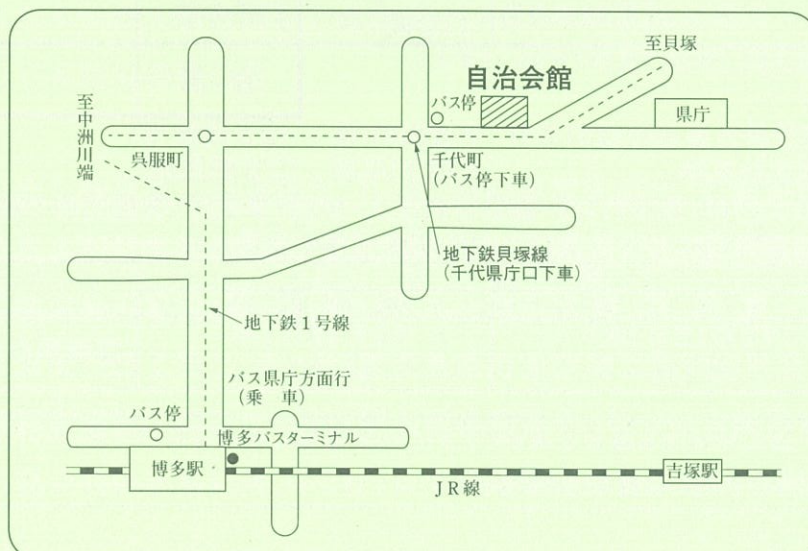 至貝塚
自治会館
バス停
県庁
至中洲川端
呉服町
千代町
(バス停下車)
地下鉄貝塚線
(千代県庁口下車)
地下鉄1号線
バス県庁方面行
(乗 車)
バス停
博多バスターミナル
博多駅
吉塚駅
JR線